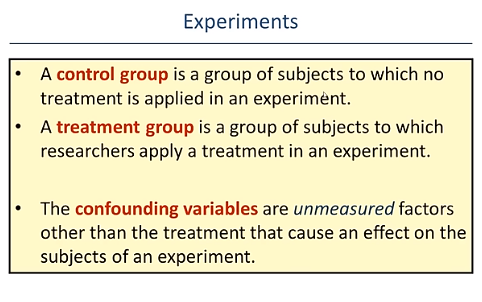 Experiments
• A control group is a group of subjects to which no
treatment is applied in an experiment.
• A treatment group is a group of subjects to which
researchers apply a treatment in an experiment.
• The confounding variables are unmeasured factors
other than the treatment that cause an effect on the
subjects of an experiment.